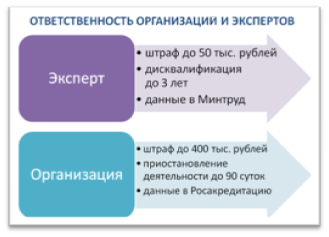 ОТВЕТСТВЕННОСТЬ ОРГАНИЗАЦИИ И ЭКСПЕРТОВ
Эксперт
• штраф до 50 тыс. рублей
• дисквалификация
до 3 лет
• данные в Минтруд
Организация
• штраф до 400 тыс. рублей
• приостановление
деятельности до 90 суток
• данные в Росакредитацию